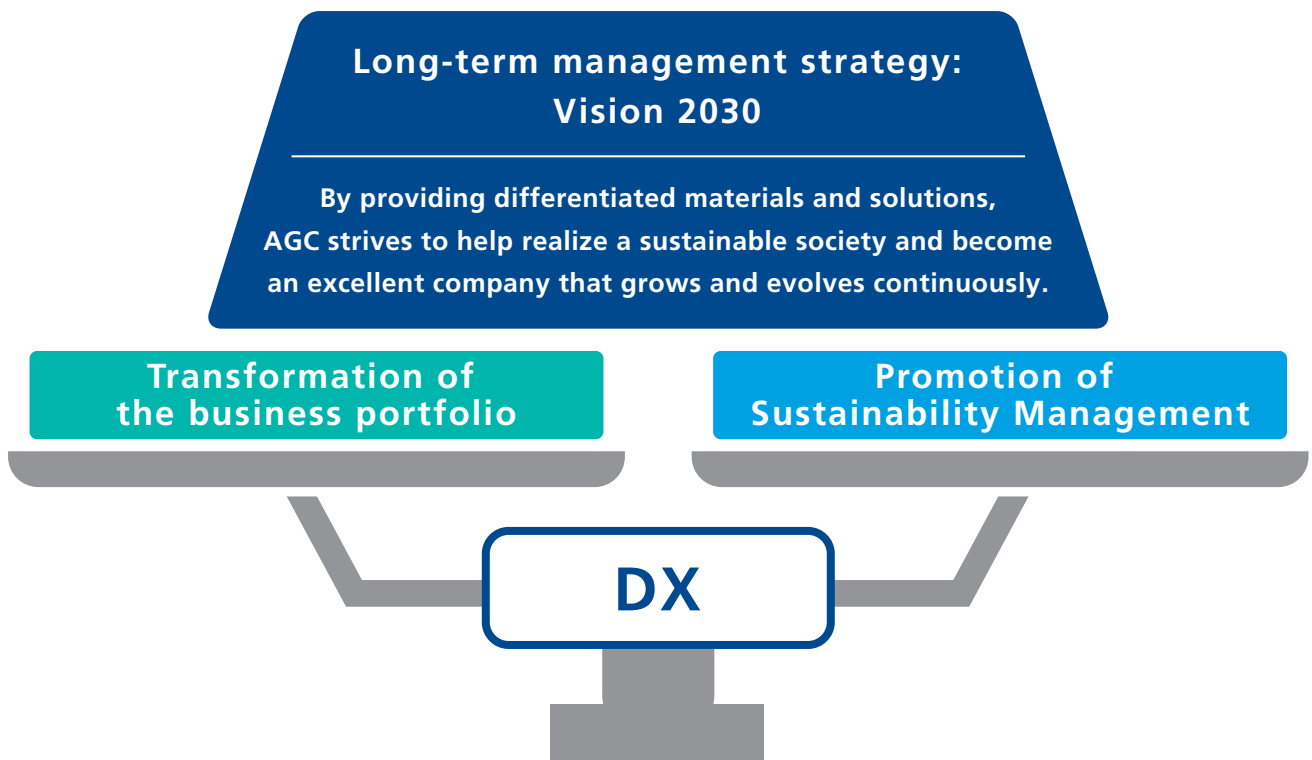 Long-term management strategy:
Vision 2030
By providing differentiated materials and solutions,
AGC strives to help realize a sustainable society and become
an excellent company that grows and evolves continuously.
Transformation of
the business portfolio
Promotion of
Sustainability Management
DX